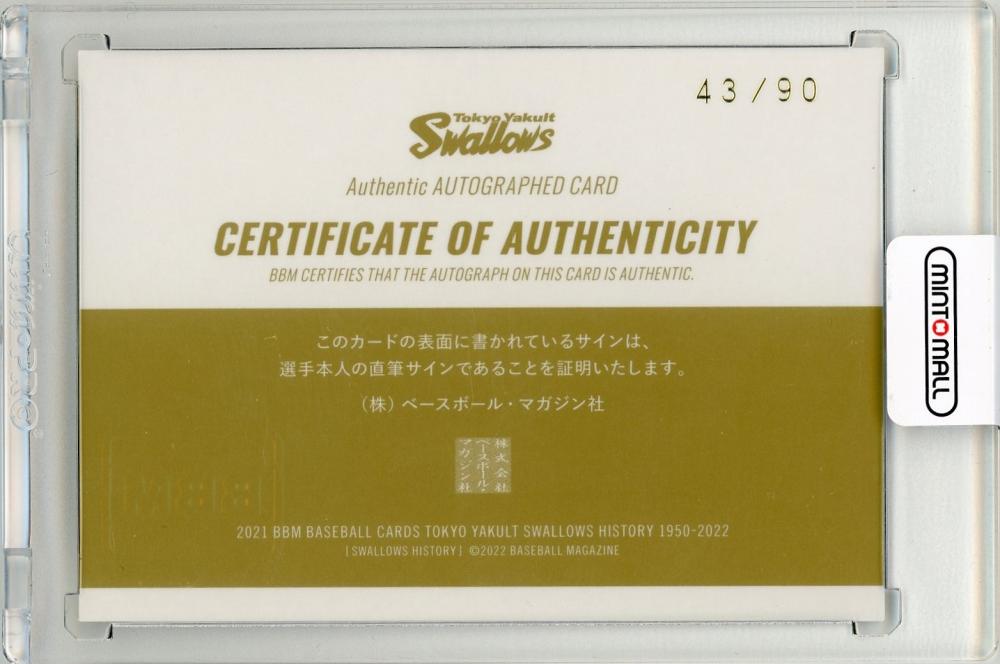 43/90
Tokyo Yakult
Swallows
Authentic AUTOGRAPHED CARD
CERTIFICATE OF AUTHENTICITY
BBM CERTIFIES THAT THE AUTOGRAPH ON THIS CARD IS AUTHENTIC.
このカードの表面に書かれているサインは、
選手本人の直筆サインであることを証明いたします。
（株）ベースボール・マガジン社
株式会社
ベースボール・
マガジン社
2021 BBM BASEBALL CARDS TOKYO YAKULT SWALLOWS HISTORY 1950-2022
[SWALLOWS HISTORY] ©2022 BASEBALL MAGAZINE
MINTOMALL